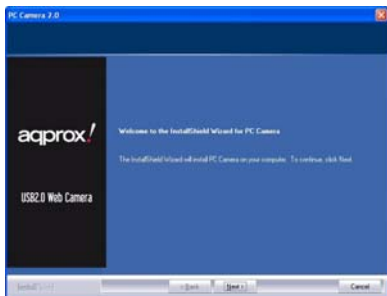 PC Camera 2.0
Welcome to the InstallShield Wizard for PC Camera
The InstallShield Wizard will install PC Camera on your computer. To continue, click Next.
aqprox!
USB2.0 Web Camera
InstallShield
< Back
Next >
Cancel